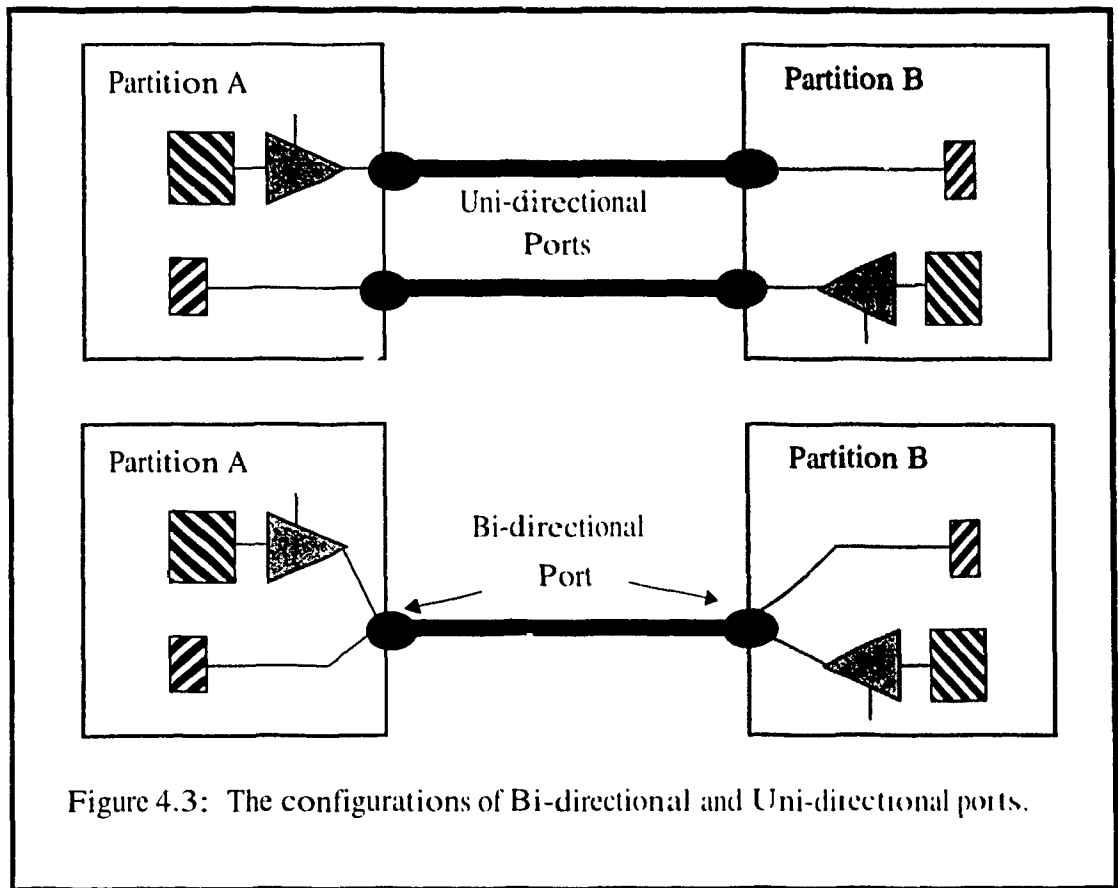 Partition A
Partition B
Uni-directional
Ports
Partition A
Partition B
Bi-directional
Port
Figure 4.3: The configurations of Bi-directional and Uni-directional ports.